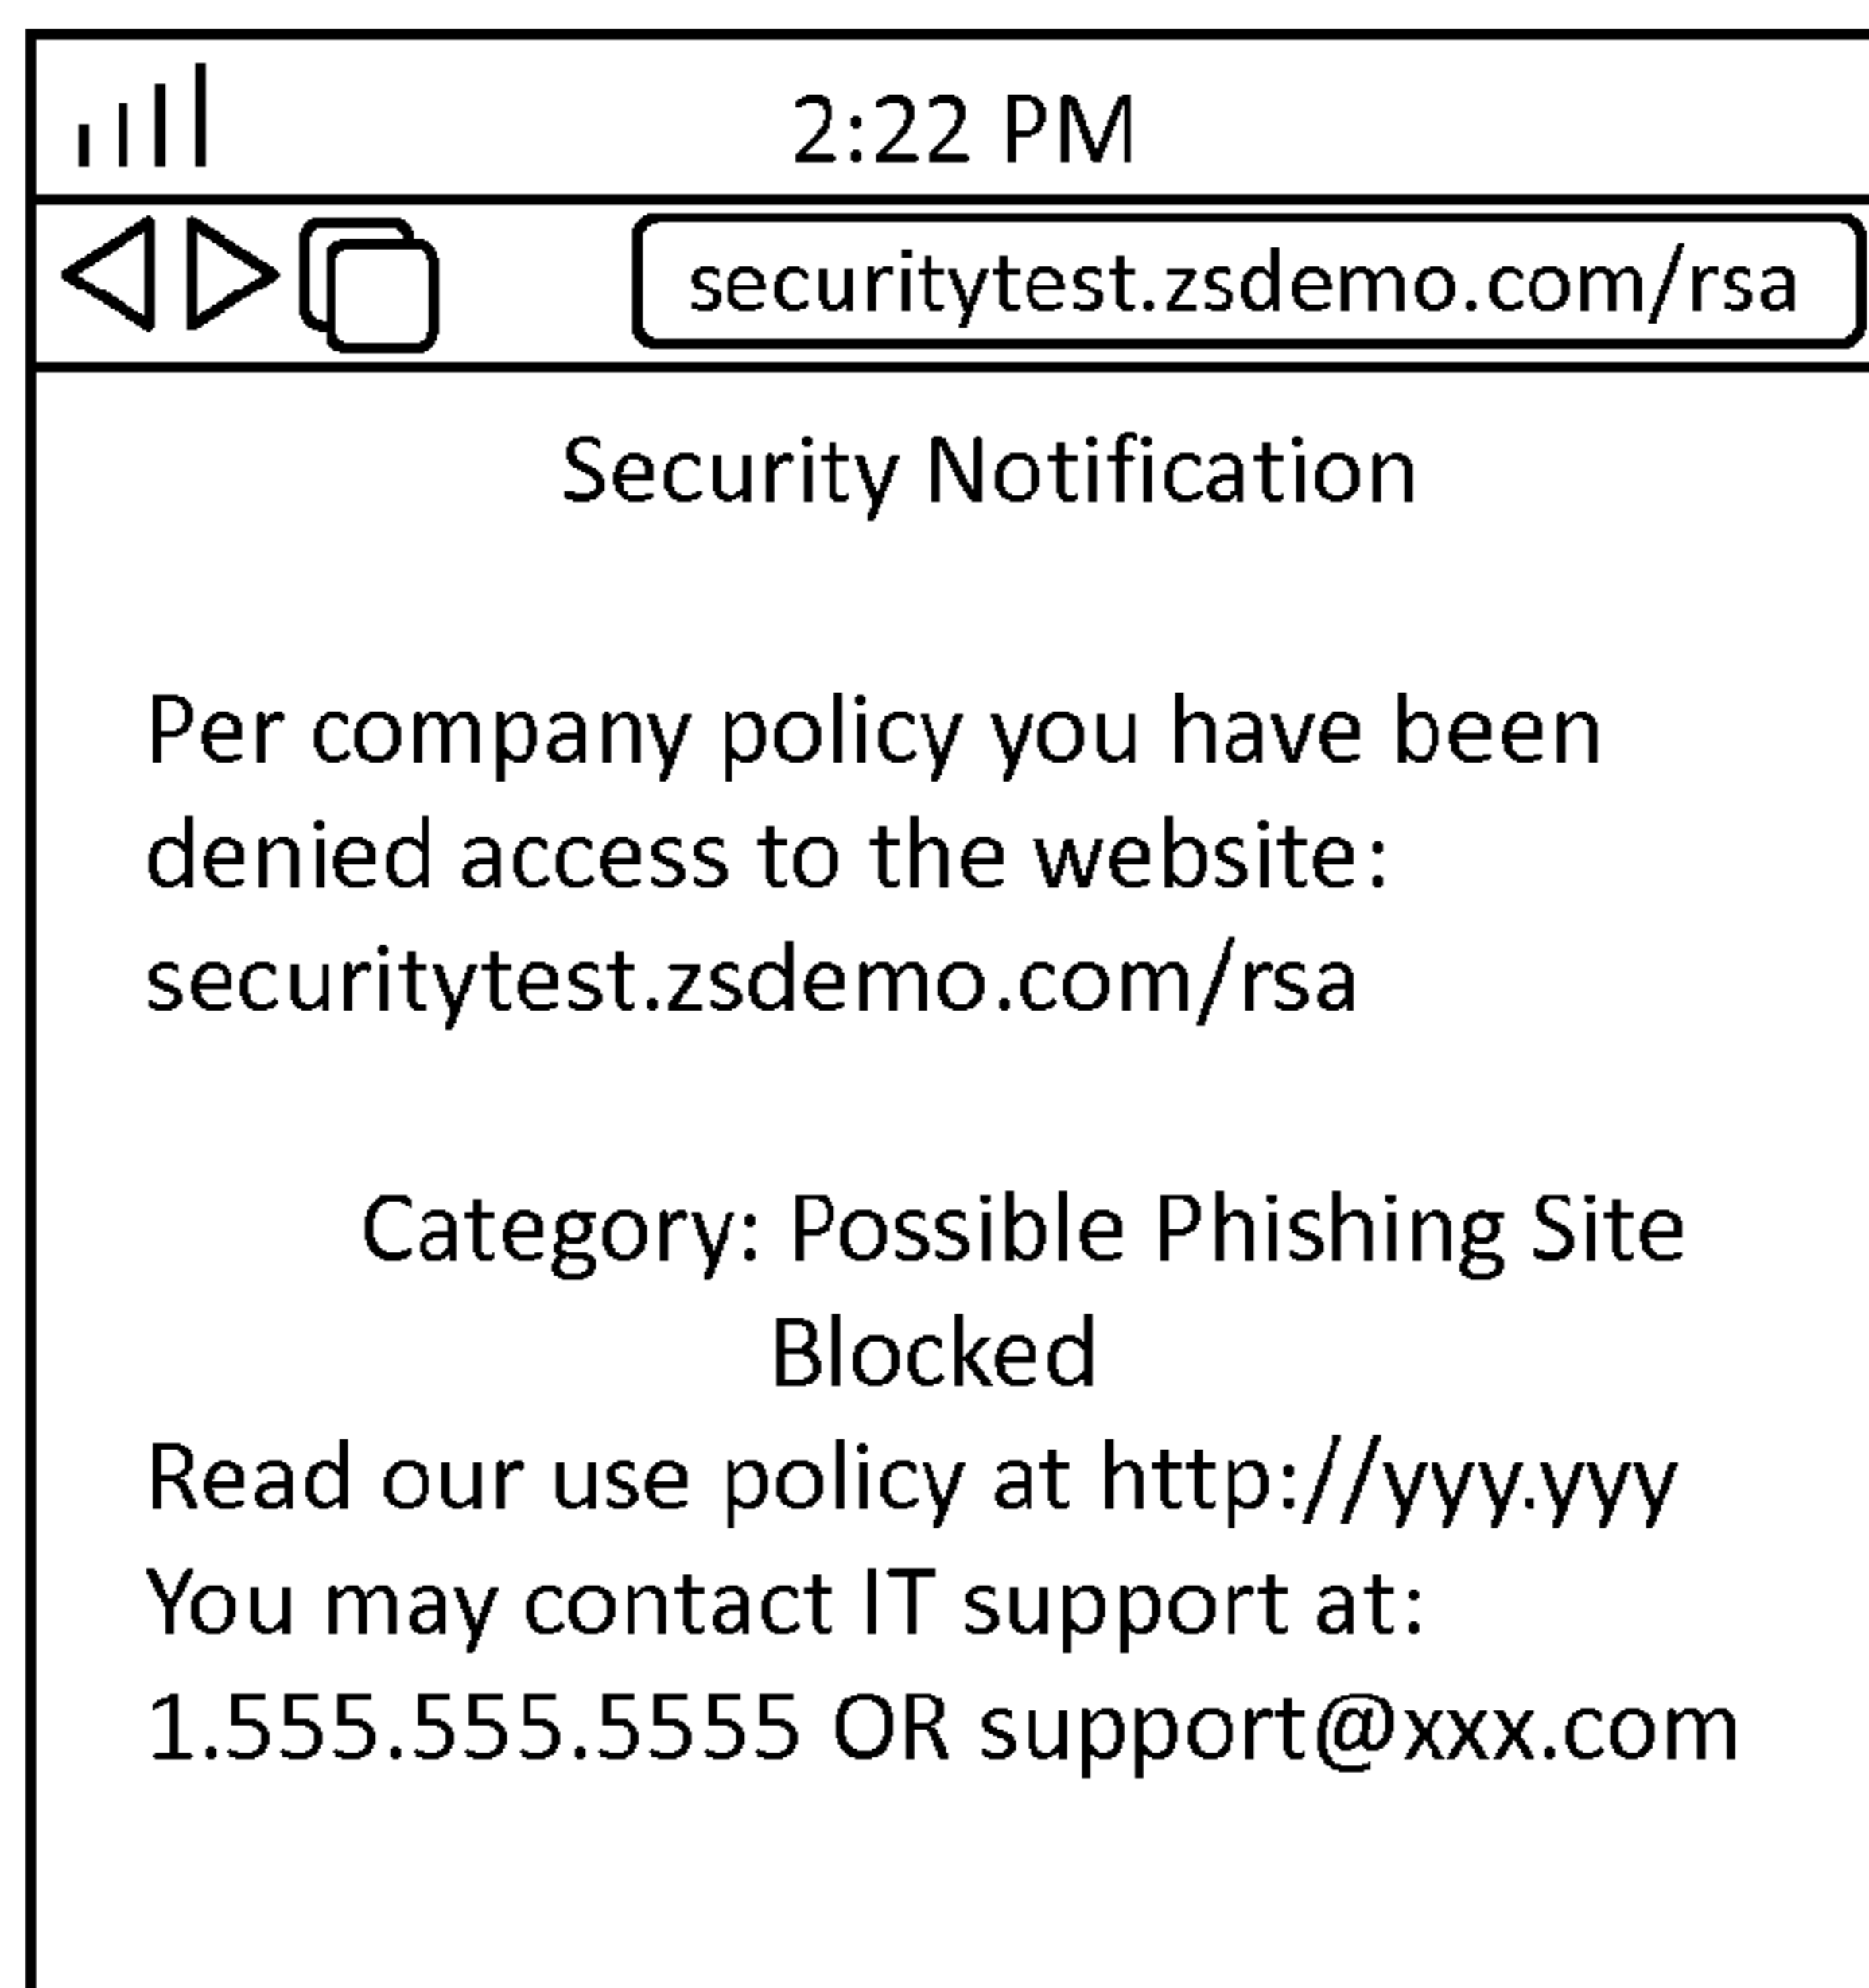 2:22 PM
securitytest.zsdemo.com/rsa
Security Notification
Per company policy you have been
denied access to the website:
securitytest.zsdemo.com/rsa
Category: Possible Phishing Site
Blocked
Read our use policy at http://yyy.yyy
You may contact IT support at:
1.555.555.5555 OR support@xxx.com